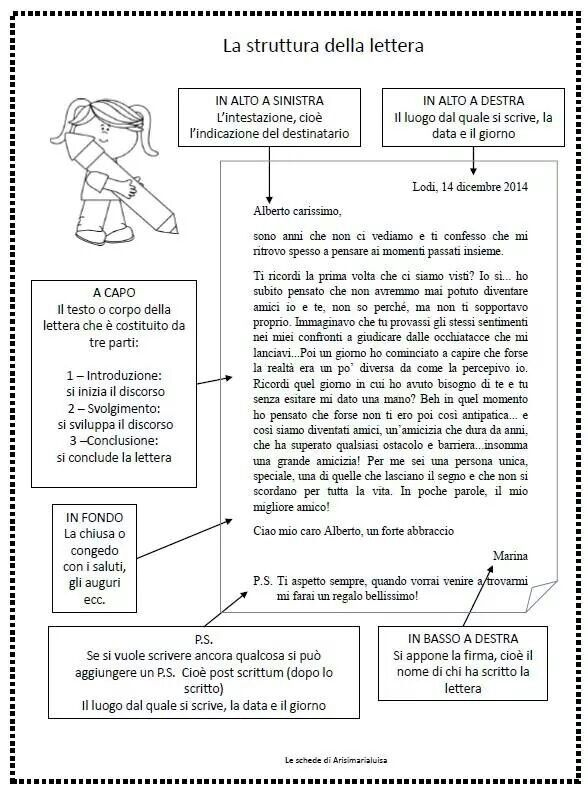 La struttura della lettera
IN ALTO A SINISTRA
L'intestazione, cioè
l'indicazione del destinatario
IN ALTO A DESTRA
Il luogo dal quale si scrive, la
data e il giorno
Lodi, 14 dicembre 2014
Alberto carissimo,
sono anni che non ci vediamo e ti confesso che mi
ritrovo spesso a pensare ai momenti passati insieme.
Ti ricordi la prima volta che ci siamo visti? Io sì... ho
subito pensato che non avremmo mai potuto diventare
amici io e te, non so perché, ma non ti sopportavo
proprio. Immaginavo che tu provassi gli stessi sentimenti
nei miei confronti a giudicare dalle occhiatacce che mi
lanciavi...Poi un giorno ho cominciato a capire che forse
la realtà era un po' diversa da come la percepivo io.
Ricordi quel giorno in cui ho avuto bisogno di te e tu
senza esitare mi dato una mano? Beh in quel momento
ho pensato che forse non ti ero poi così antipatica... e
così siamo diventati amici, un'amicizia che dura da anni,
che ha superato qualsiasi ostacolo e barriera...insomma
una grande amicizia! Per me sei una persona unica,
speciale, una di quelle che lasciano il segno e che non si
scordano per tutta la vita. In poche parole, il mio
migliore amico!
Ciao mio caro Alberto, un forte abbraccio
Marina
P.S. Ti aspetto sempre, quando vorrai venire a trovarmi
mi farai un regalo bellissimo!
A CAPO
Il testo o corpo della
lettera che è costituito da
tre parti:
1 – Introduzione:
si inizia il discorso
2 – Svolgimento:
si sviluppa il discorso
3 –Conclusione:
si conclude la lettera
IN FONDO
La chiusa o
congedo
con i saluti,
gli auguri
ecc.
P.S.
Se si vuole scrivere ancora qualcosa si può
aggiungere un P.S. Cioè post scrittum (dopo lo
scritto)
Il luogo dal quale si scrive, la data e il giorno
IN BASSO A DESTRA
Si appone la firma, cioè il
nome di chi ha scritto la
lettera
Le schede di Arisimarialuisa